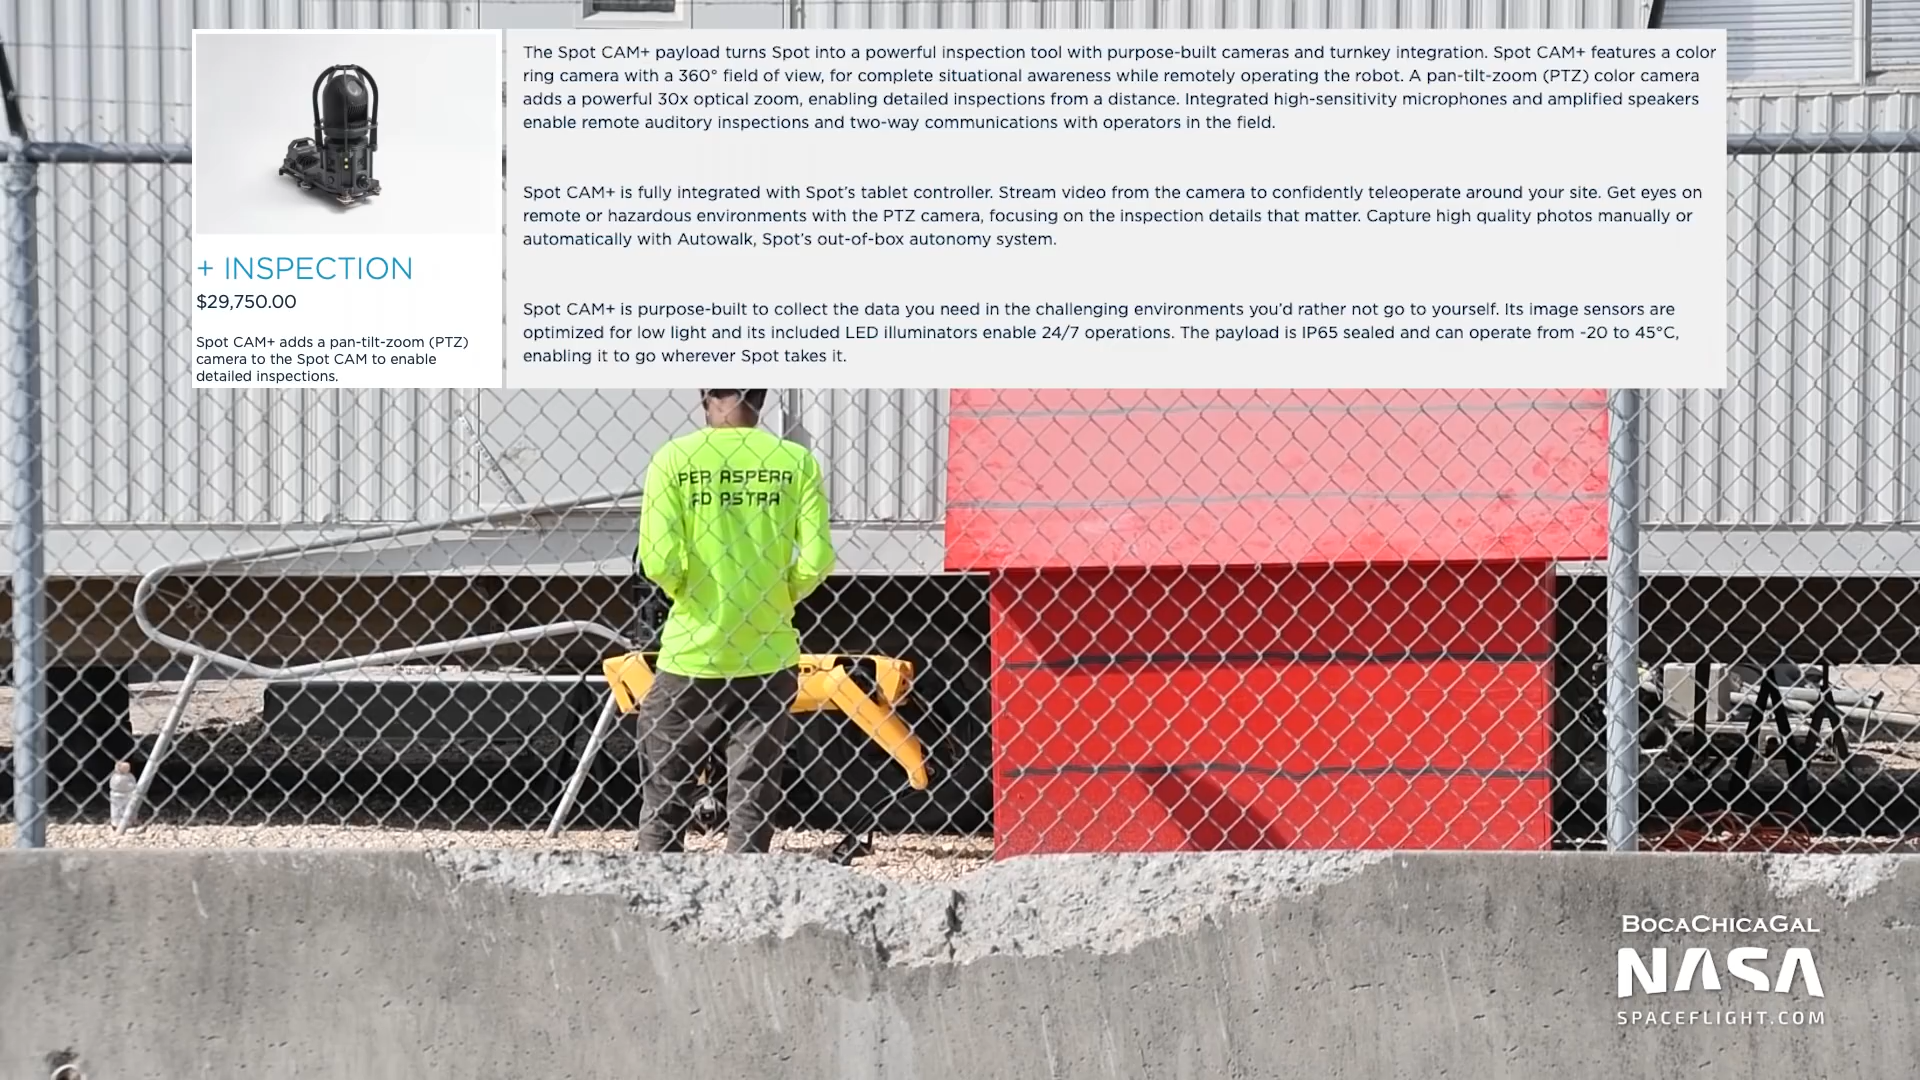 The Spot CAM+ payload turns Spot into a powerful inspection tool with purpose-built cameras and turnkey integration. Spot CAM+ features a color
ring camera with a 360° field of view, for complete situational awareness while remotely operating the robot. A pan-tilt-zoom (PTZ) color camera
adds a powerful 30x optical zoom, enabling detailed inspections from a distance. Integrated high-sensitivity microphones and amplified speakers
enable remote auditory inspections and two-way communications with operators in the field.
Spot CAM+ is fully integrated with Spot's tablet controller. Stream video from the camera to confidently teleoperate around your site. Get eyes on
remote or hazardous environments with the PTZ camera, focusing on the inspection details that matter. Capture high quality photos manually or
automatically with Autowalk, Spot's out-of-box autonomy system.
Spot CAM+ is purpose-built to collect the data you need in the challenging environments you'd rather not go to yourself. Its image sensors are
optimized for low light and its included LED illuminators enable 24/7 operations. The payload is IP65 sealed and can operate from -20 to 45°C,
enabling it to go wherever Spot takes it.
+ INSPECTION
$29,750.00
Spot CAM+ adds a pan-tilt-zoom (PTZ)
camera to the Spot CAM to enable
detailed inspections.
PER ASPERA
AD ASTRA
BOCACHICAGAL
NASA
SPACEFLIGHT.COM